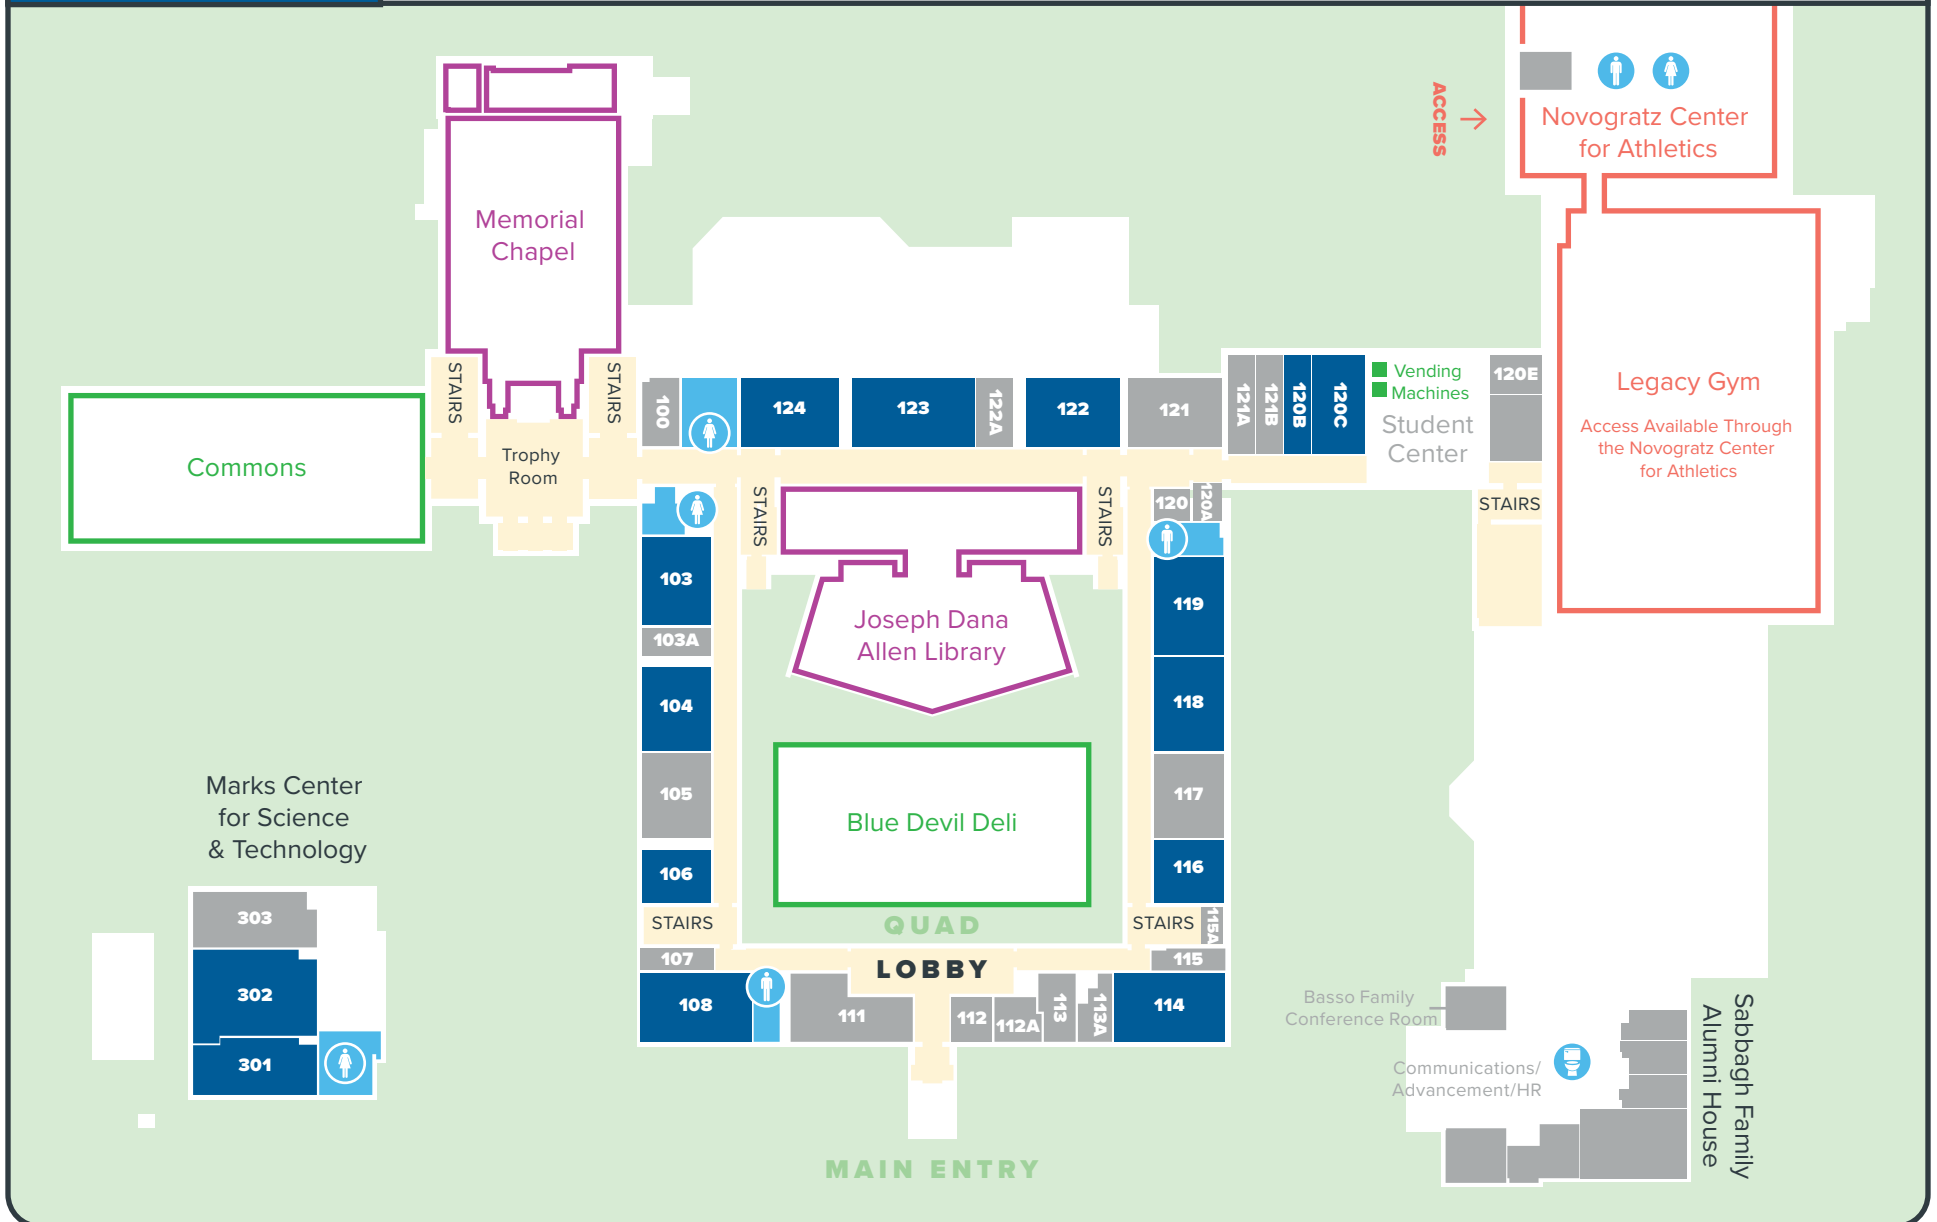 ACCESS
Novogratz Center
for Athletics
Memorial
Chapel
STAIRS
STAIRS
Trophy
Room
Commons
100
124
123
122A
122
121
121A
121B
120B
120C
Vending
Machines
Student
Center
120E
STAIRS
Legacy Gym
Access Available Through
the Novogratz Center
for Athletics
STAIRS
STAIRS
120
120A
103
103A
104
105
106
STAIRS
107
108
Joseph Dana
Allen Library
Blue Devil Deli
QUAD
LOBBY
119
118
117
116
STAIRS
115A
115
111
112
112A
113
113A
114
MAIN ENTRY
Marks Center
for Science
& Technology
303
302
301
Basso Family
Conference Room
Communications/
Advancement/HR
Sabbagh Family
Alumni House